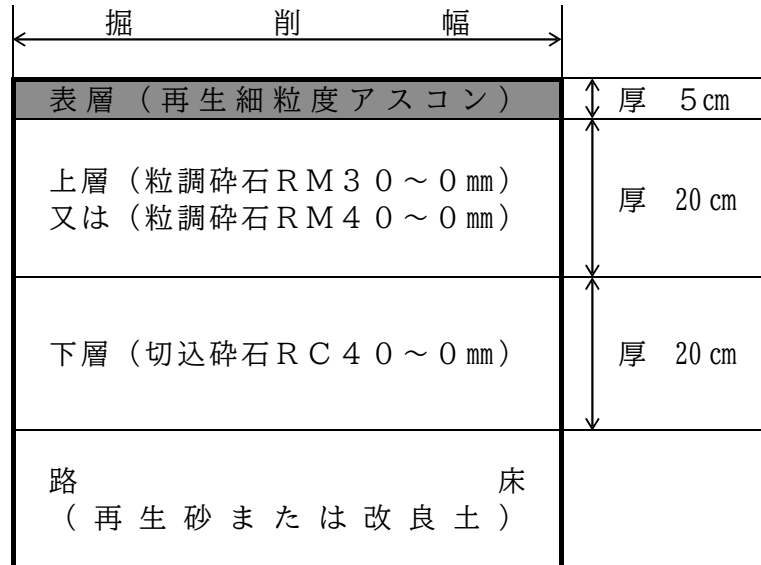 掘削幅
表層（再生細粒度アスコン）
厚 5㎝
上層（粒調砕石ＲＭ３０～０㎜）
又は（粒調砕石ＲＭ４０～０㎜）
厚 20㎝
下層（切込砕石ＲＣ４０～０㎜）
厚 20㎝
路床
（再生砂または改良土）